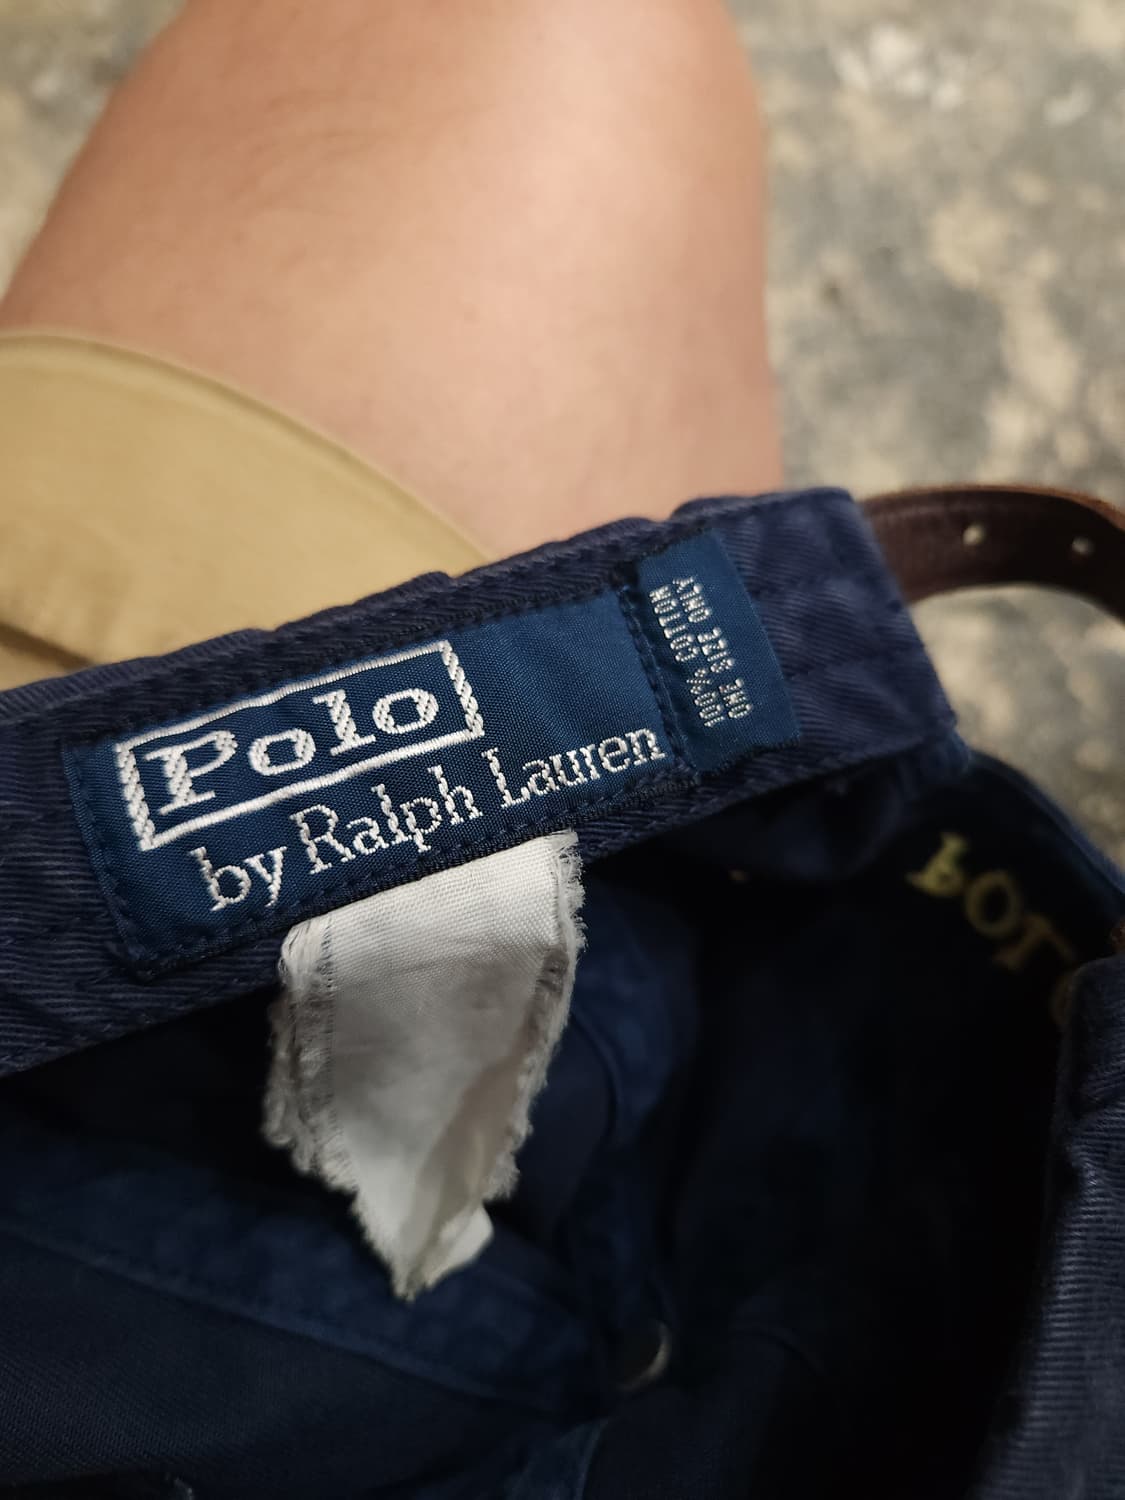 Polo
by Ralph Lauren
100% COTTON
ONE SIZE ONLY